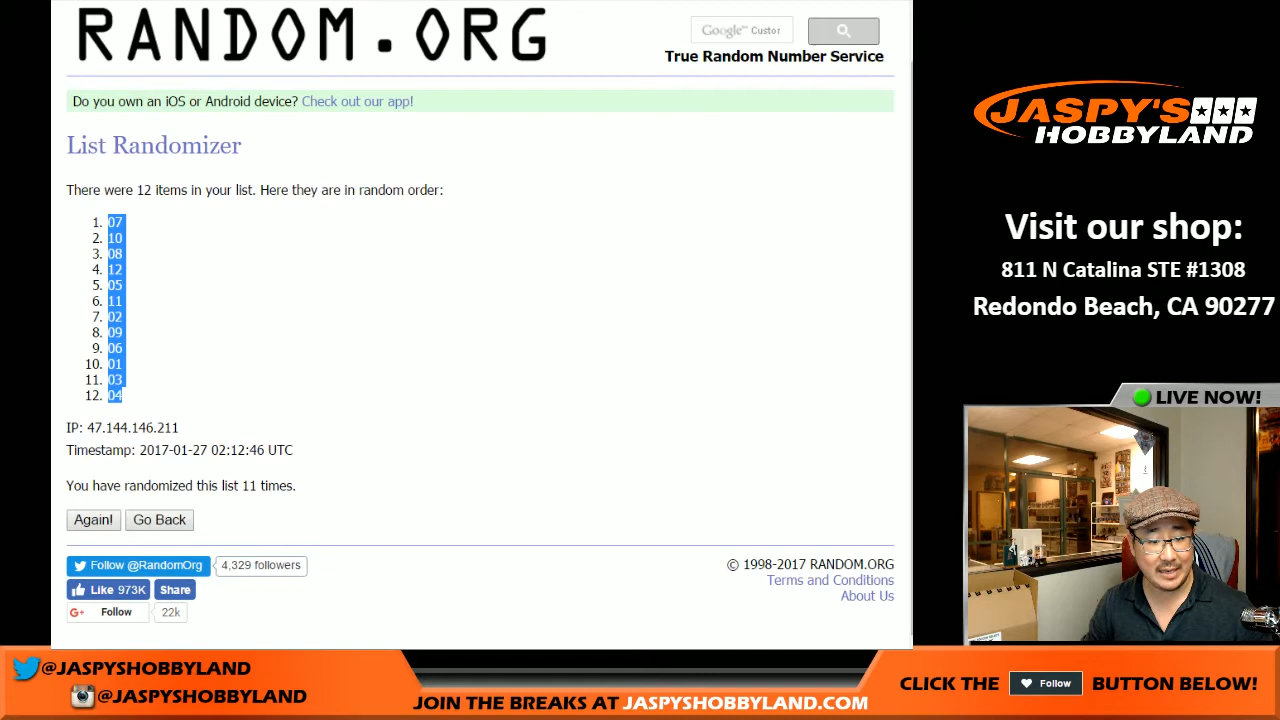 RANDOM.ORG
Google™ Custor
True Random Number Service
Do you own an iOS or Android device? Check out our app!
List Randomizer
There were 12 items in your list. Here they are in random order:
1. 07
2. 10
3. 08
4. 12
5. 05
6. 11
7. 02
8. 09
9. 06
10. 01
11. 03
12. 04
IP: 47.144.146.211
Timestamp: 2017-01-27 02:12:46 UTC
You have randomized this list 11 times.
Again! Go Back
Follow @RandomOrg 4,329 followers
Like 973K Share
G+ Follow 22k
© 1998-2017 RANDOM.ORG
Terms and Conditions
About Us
JASPY'S
HOBBYLAND
Visit our shop:
811 N Catalina STE #1308
Redondo Beach, CA 90277
LIVE NOW!
@JASPYSHOBBYLAND
@JASPYSHOBBYLAND
JOIN THE BREAKS AT JASPYSHOBBYLAND.COM
CLICK THE Follow BUTTON BELOW!